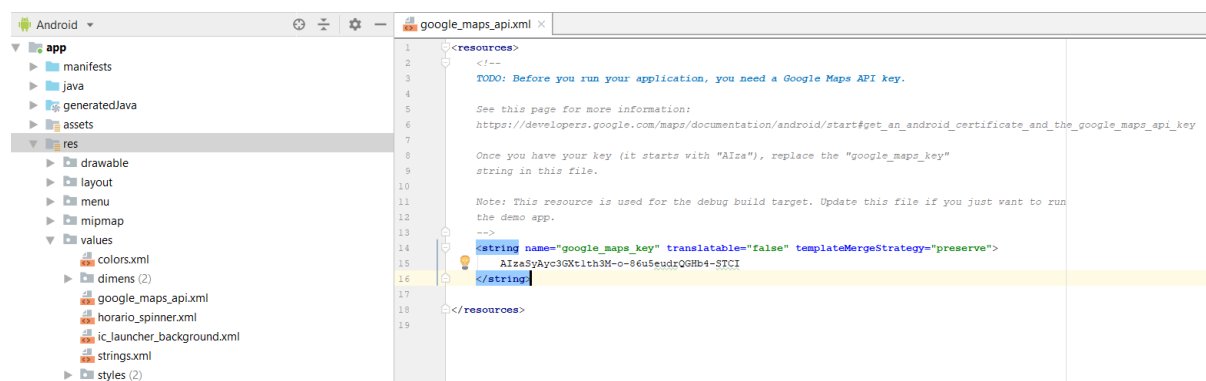 Android
google_maps_api.xml
app
manifests
java
generatedJava
assets
res
drawable
layout
menu
mipmap
values
colors.xml
dimens (2)
google_maps_api.xml
horario_spinner.xml
ic_launcher_background.xml
strings.xml
styles (2)
1 <resources>
2 <!--
3 TODO: Before you run your application, you need a Google Maps API key.
4
5 See this page for more information:
6 https://developers.google.com/maps/documentation/android/start#get_an_android_certificate_and_the_google_maps_api_key
7
8 Once you have your key (it starts with "AIza"), replace the "google_maps_key"
9 string in this file.
10
11 Note: This resource is used for the debug build target. Update this file if you just want to run
12 the demo app.
13 -->
14 <string name="google_maps_key" translatable="false" templateMergeStrategy="preserve">
15 AIzaSyAyc3GXtlth3M-o-86u5eudrQGHb4-STCI
16 </string>
17
18 </resources>
19